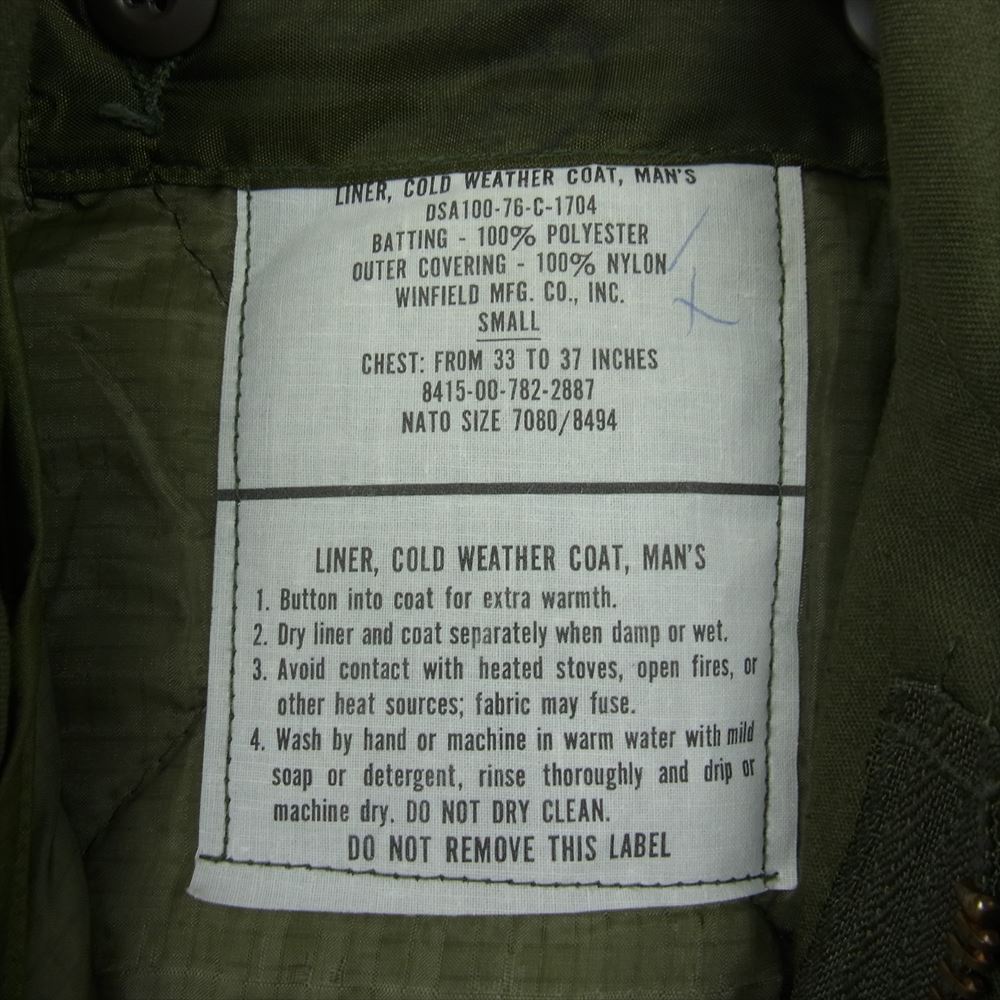 LINER, COLD WEATHER COAT, MAN'S
DSA100-76-C-1704
BATTING - 100% POLYESTER
OUTER COVERING - 100% NYLON
WINFIELD MFG. CO., INC.
SMALL
CHEST: FROM 33 TO 37 INCHES
8415-00-782-2887
NATO SIZE 7080/8494
LINER, COLD WEATHER COAT, MAN'S
1. Button into coat for extra warmth.
2. Dry liner and coat separately when damp or wet.
3. Avoid contact with heated stoves, open fires, or
other heat sources; fabric may fuse.
4. Wash by hand or machine in warm water with mild
soap or detergent, rinse thoroughly and drip or
machine dry. DO NOT DRY CLEAN.
DO NOT REMOVE THIS LABEL